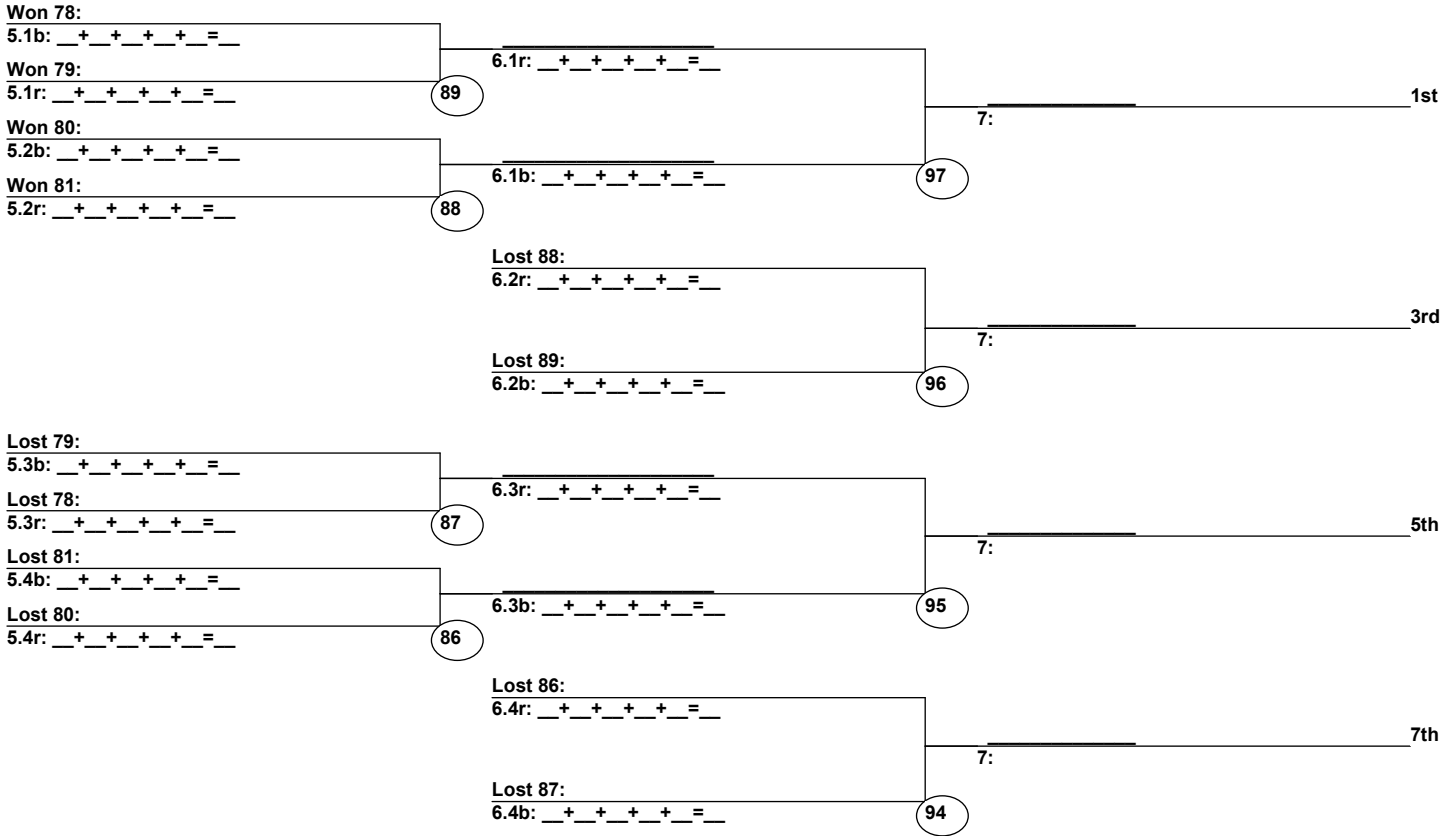 Won 78:
5.1b: __+__+__+__+__=__
Won 79:
5.1r: __+__+__+__+__=__
89
Won 80:
5.2b: __+__+__+__+__=__
Won 81:
5.2r: __+__+__+__+__=__
88
6.1r: __+__+__+__+__=__
6.1b: __+__+__+__+__=__
97
7:
1st
Lost 88:
6.2r: __+__+__+__+__=__
Lost 89:
6.2b: __+__+__+__+__=__
96
7:
3rd
Lost 79:
5.3b: __+__+__+__+__=__
Lost 78:
5.3r: __+__+__+__+__=__
87
Lost 81:
5.4b: __+__+__+__+__=__
Lost 80:
5.4r: __+__+__+__+__=__
86
6.3r: __+__+__+__+__=__
6.3b: __+__+__+__+__=__
95
7:
5th
Lost 86:
6.4r: __+__+__+__+__=__
Lost 87:
6.4b: __+__+__+__+__=__
94
7:
7th